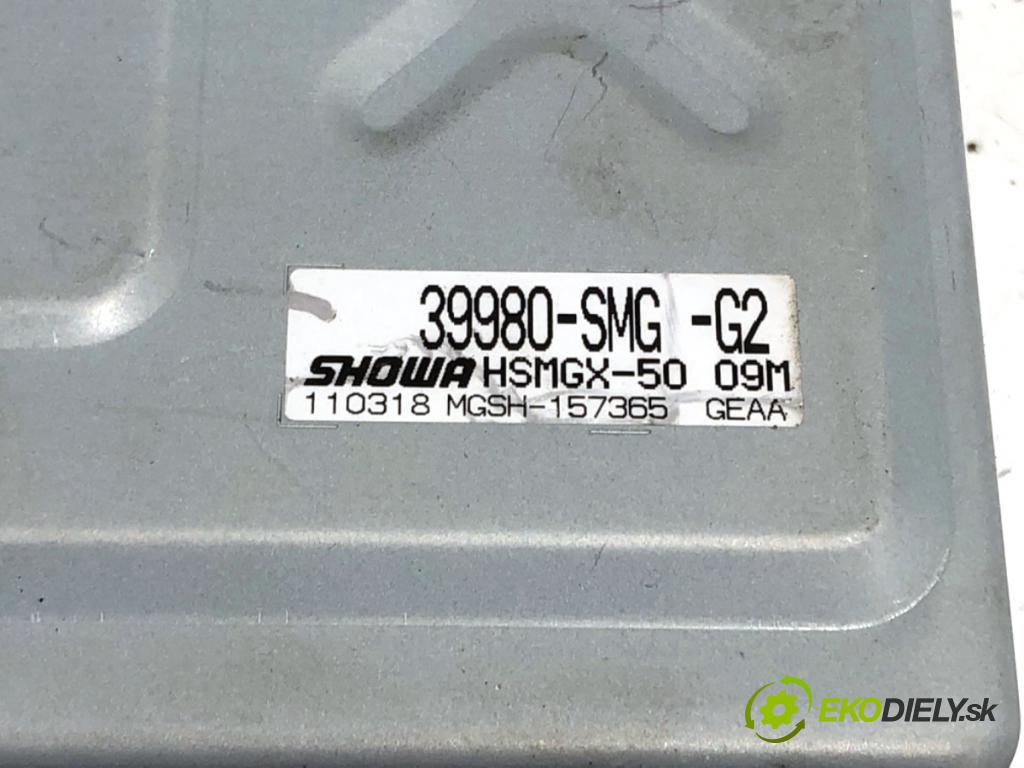 39980-SMG -G2
SHOWA HSMGX-50 09M
110318 MGSH-157365 GEAA
EKODIELY.sk